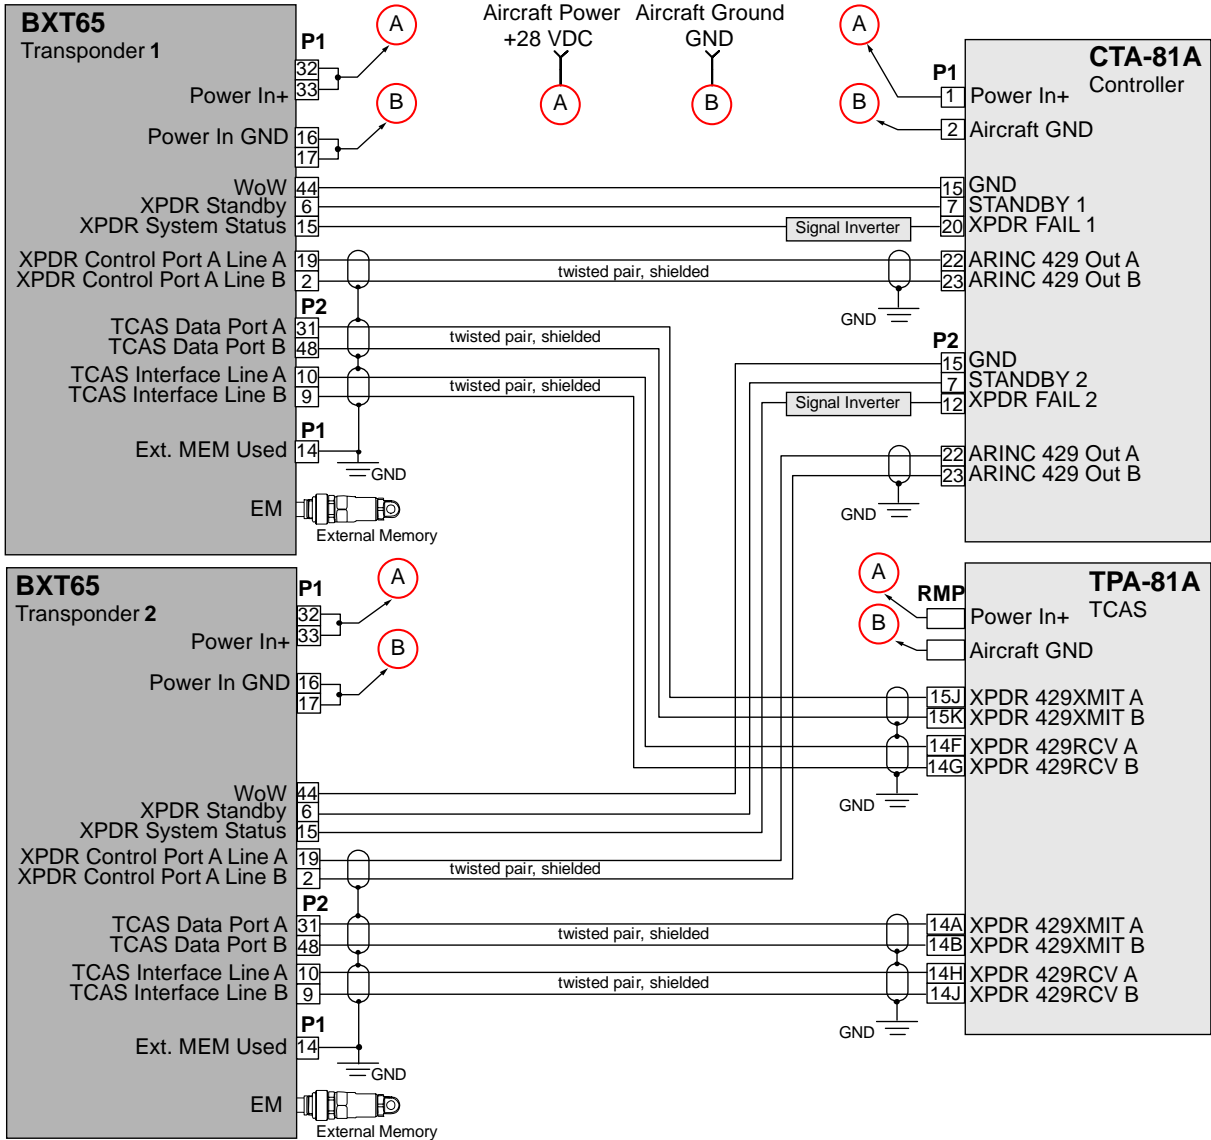 BXT65
Transponder 1
P1
32
33
Power In+
A
Power In GND
16
17
B
WoW 44
XPDR Standby 6
XPDR System Status 15
XPDR Control Port A Line A 19
XPDR Control Port A Line B 2
P2
TCAS Data Port A 31
TCAS Data Port B 48
TCAS Interface Line A 10
TCAS Interface Line B 9
P1
Ext. MEM Used 14
GND
EM
External Memory
Aircraft Power
+28 VDC
A
Aircraft Ground
GND
B
Signal Inverter
twisted pair, shielded
twisted pair, shielded
twisted pair, shielded
Signal Inverter
CTA-81A
Controller
A
B
P1
1 Power In+
2 Aircraft GND
15 GND
7 STANDBY 1
20 XPDR FAIL 1
22 ARINC 429 Out A
23 ARINC 429 Out B
GND
P2
15 GND
7 STANDBY 2
12 XPDR FAIL 2
22 ARINC 429 Out A
23 ARINC 429 Out B
GND
BXT65
Transponder 2
P1
32
33
Power In+
A
Power In GND
16
17
B
WoW 44
XPDR Standby 6
XPDR System Status 15
XPDR Control Port A Line A 19
XPDR Control Port A Line B 2
P2
TCAS Data Port A 31
TCAS Data Port B 48
TCAS Interface Line A 10
TCAS Interface Line B 9
P1
Ext. MEM Used 14
GND
EM
External Memory
twisted pair, shielded
twisted pair, shielded
twisted pair, shielded
TPA-81A
TCAS
A
B
RMP
Power In+
Aircraft GND
15J XPDR 429XMIT A
15K XPDR 429XMIT B
14F XPDR 429RCV A
14G XPDR 429RCV B
GND
14A XPDR 429XMIT A
14B XPDR 429XMIT B
14H XPDR 429RCV A
14J XPDR 429RCV B
GND